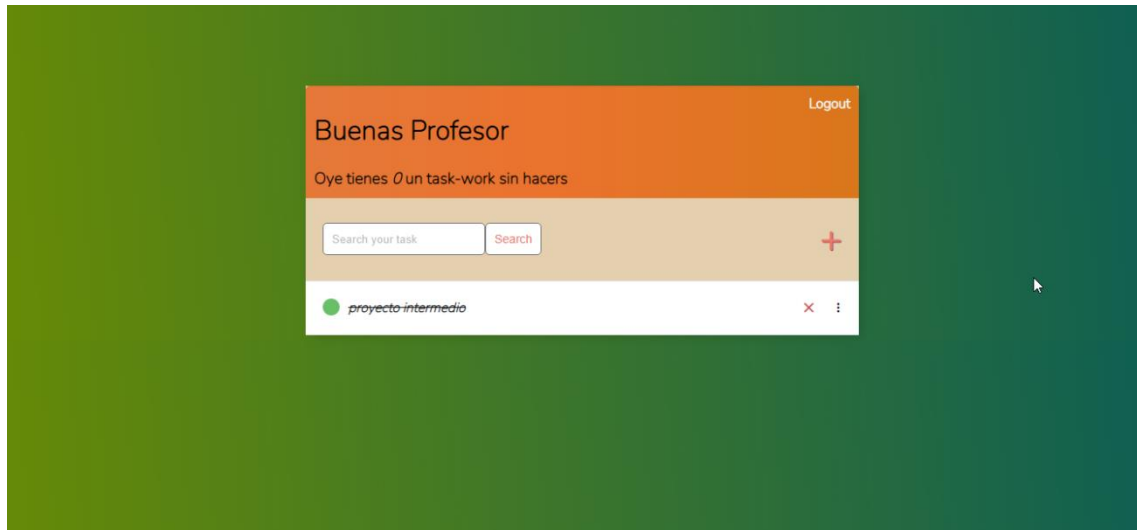 Logout
Buenas Profesor
Oye tienes 0 un task-work sin hacers
Search your task Search
proyecto intermedio